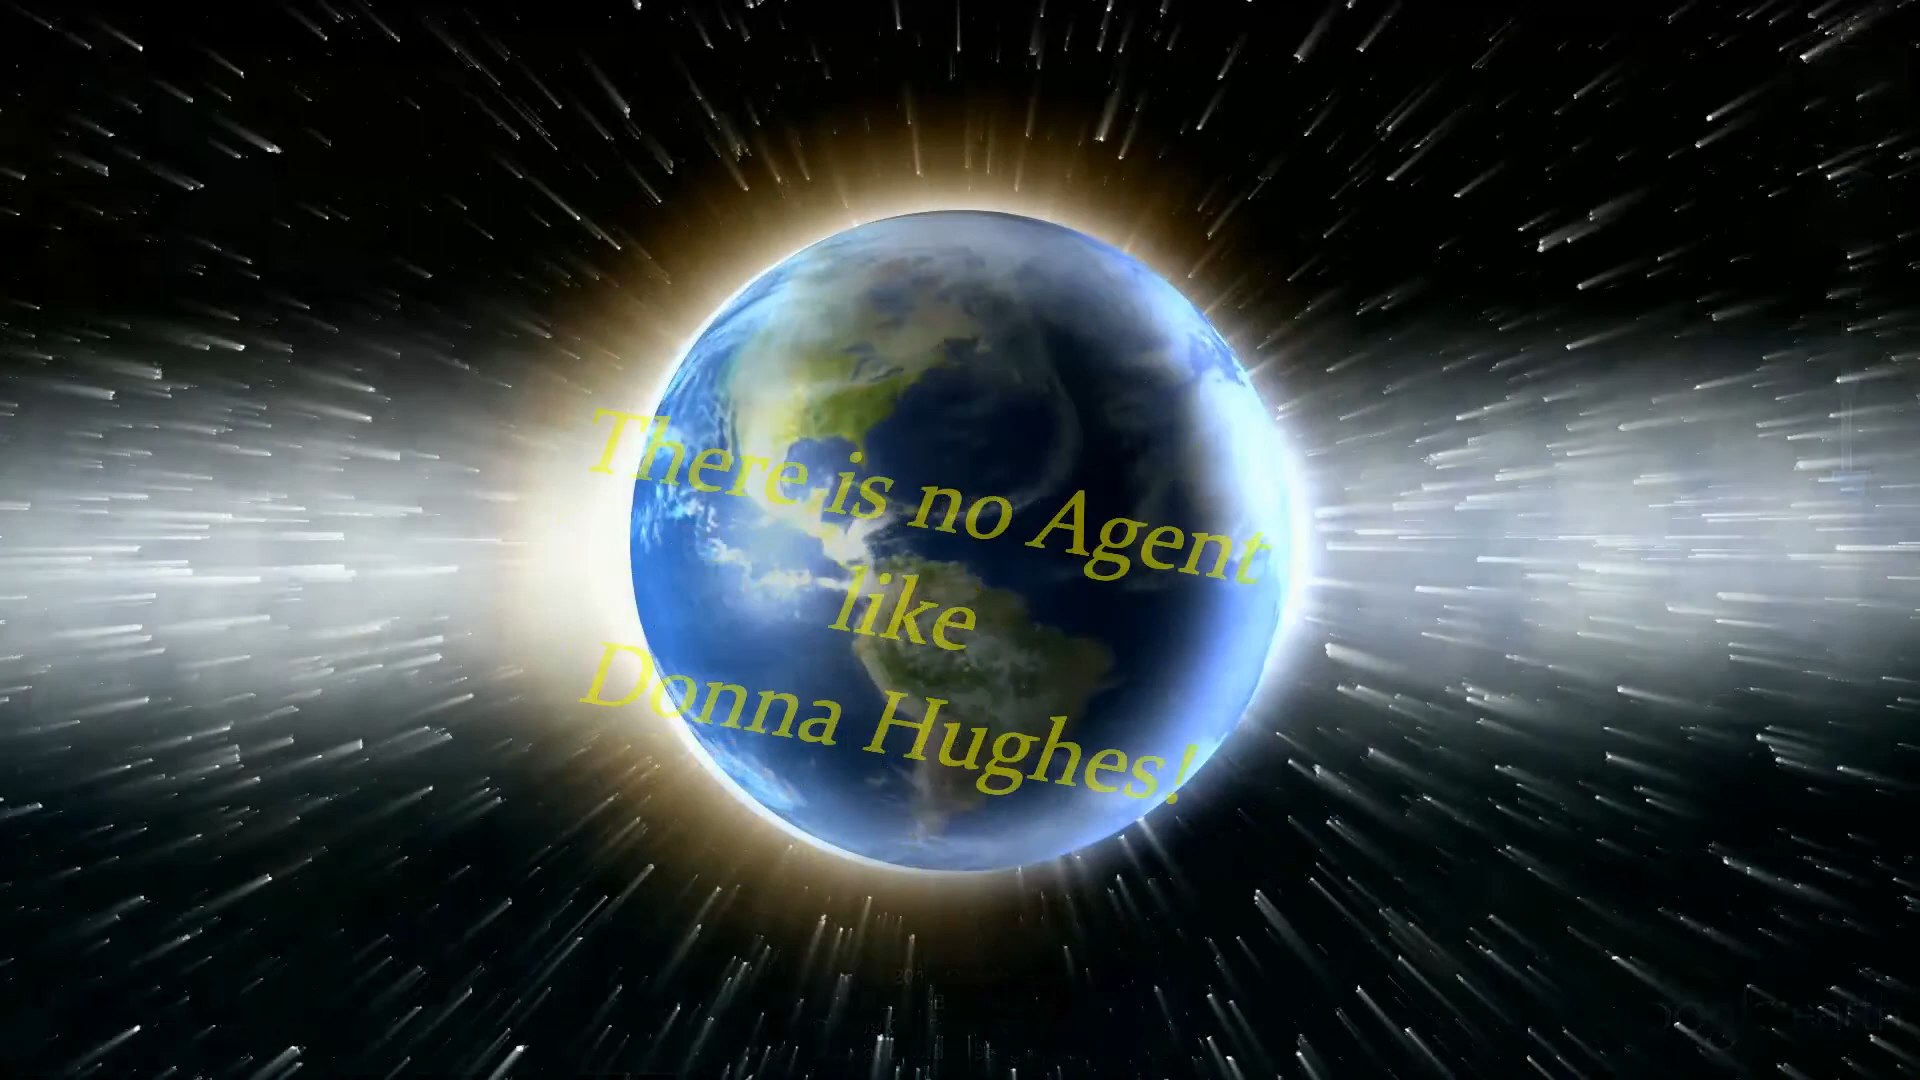 There is no Agent
like
Donna Hughes!